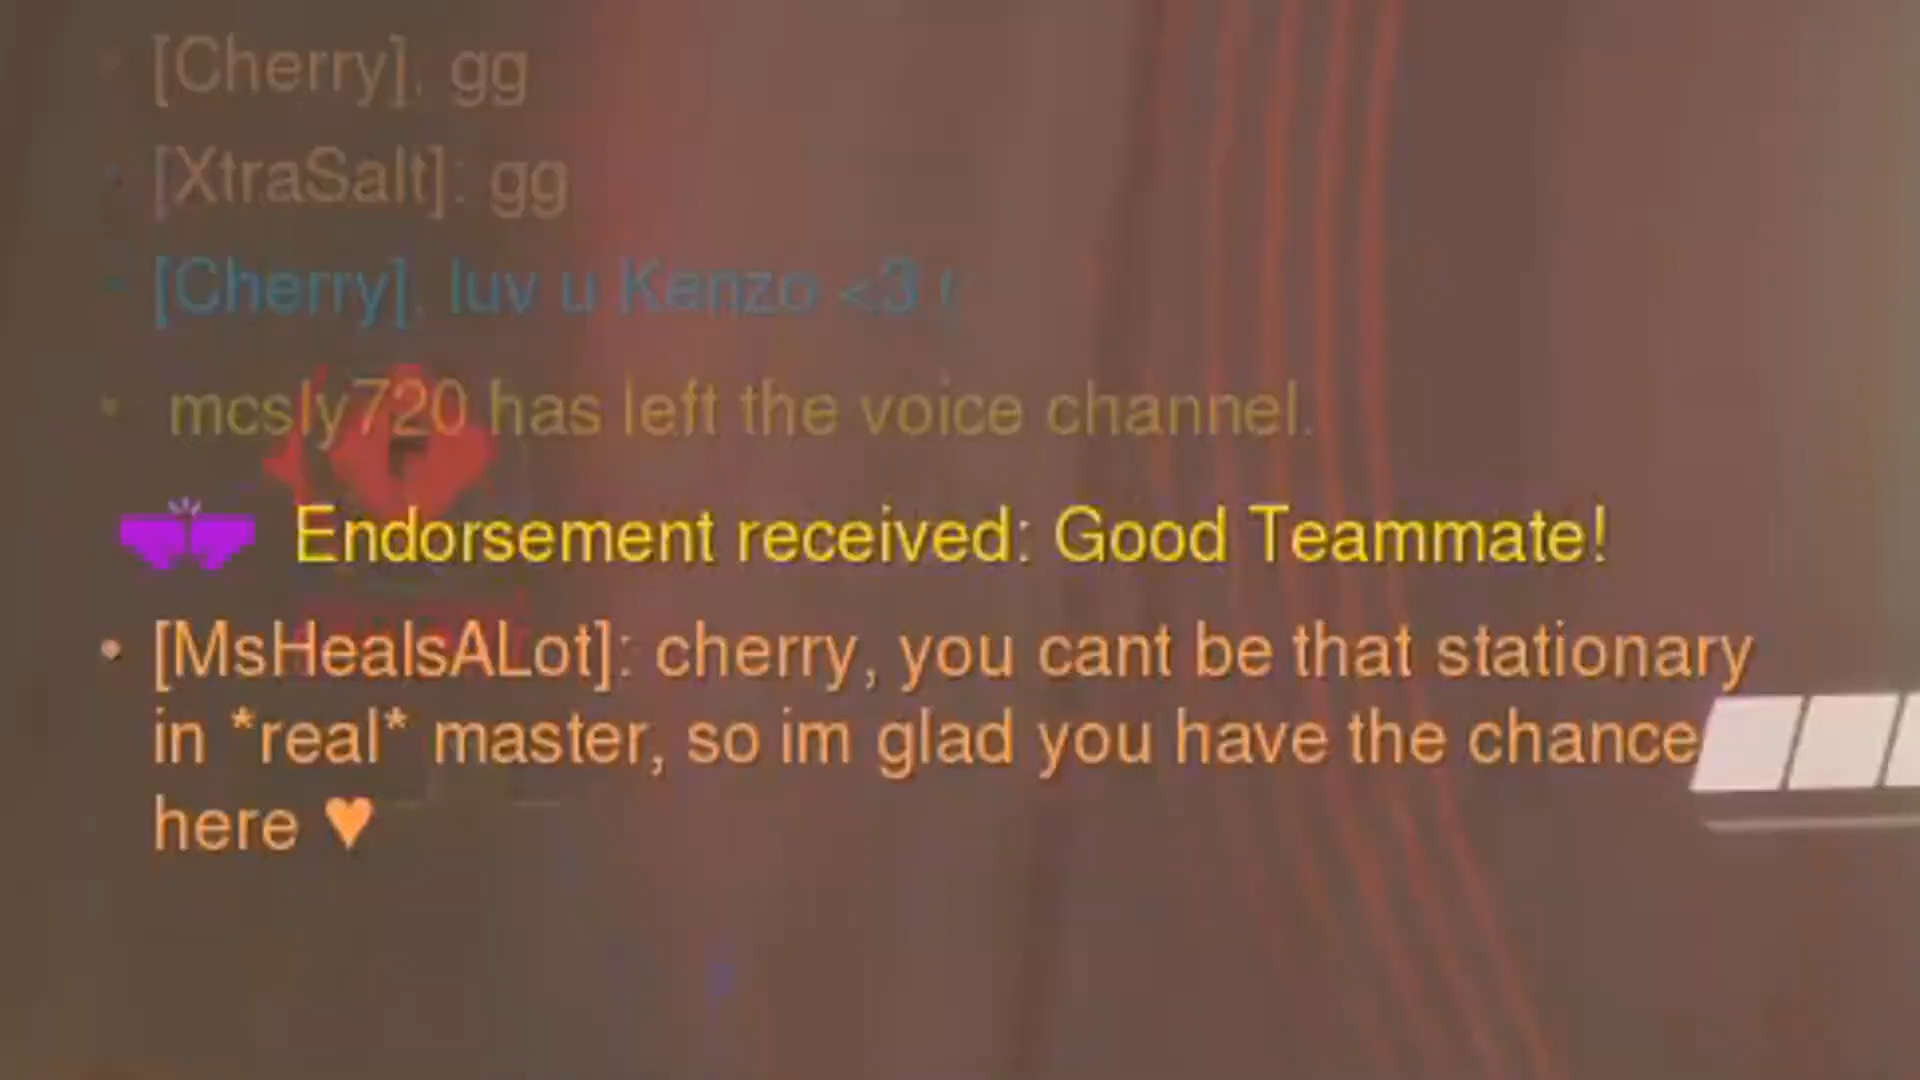 [Cherry]: gg
[XtraSalt]: gg
[Cherry]: luv u Kenzo <3 (
mcsly720 has left the voice channel.
Endorsement received: Good Teammate!
[MsHealsALot]: cherry, you cant be that stationary
in *real* master, so im glad you have the chance
here ♥